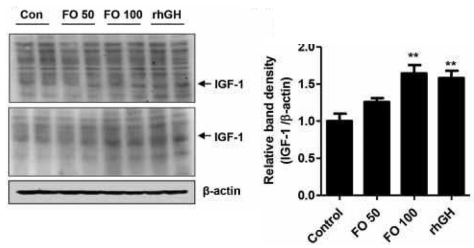 Con FO 50 FO 100 rhGH
IGF-1
IGF-1
β-actin
Relative band density
(IGF-1 /β-actin)
2.0
1.5
1.0
0.5
0.0
** **
Control FO 50 FO 100 rhGH